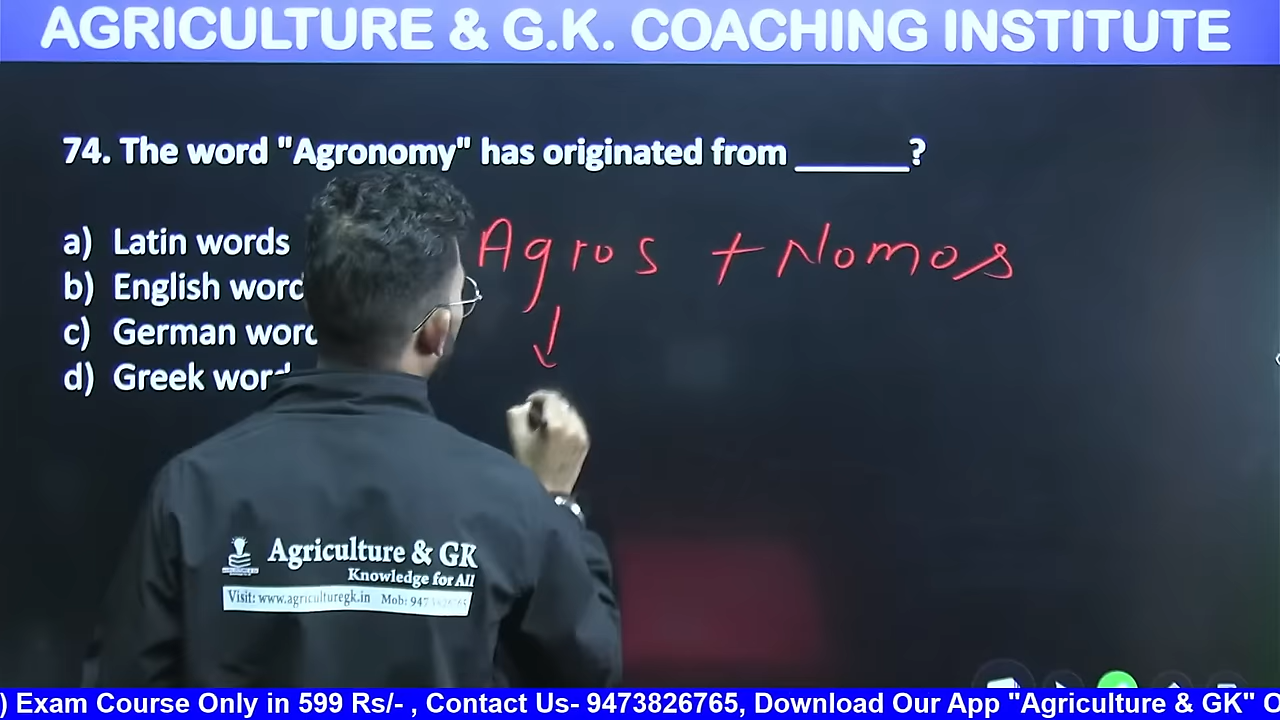 AGRICULTURE & G.K. COACHING INSTITUTE
74. The word "Agronomy" has originated from ______?
a) Latin words
b) English word
c) German word
d) Greek word
Agros + Nomos
Agriculture & GK
Knowledge for All
Visit: www.agriculturegk.in Mob:
) Exam Course Only in 599 Rs/- , Contact Us- 9473826765, Download Our App "Agriculture & GK"